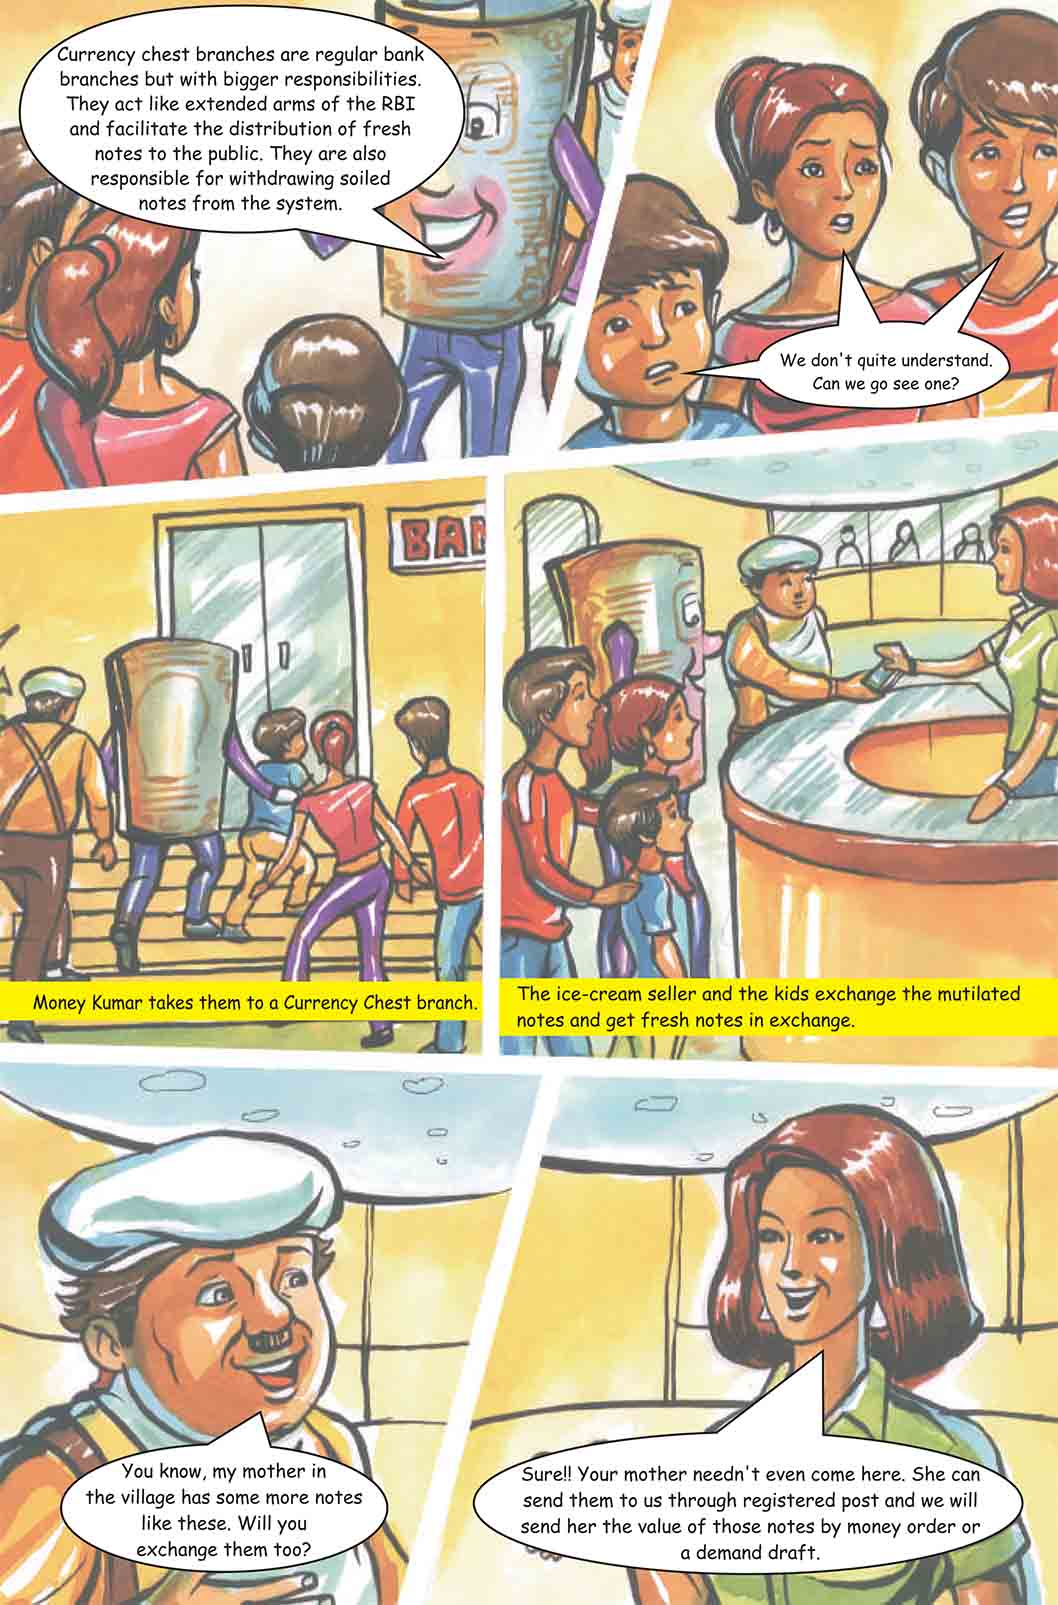 Currency chest branches are regular bank
branches but with bigger responsibilities.
They act like extended arms of the RBI
and facilitate the distribution of fresh
notes to the public. They are also
responsible for withdrawing soiled
notes from the system.
We don't quite understand.
Can we go see one?
BAN
Money Kumar takes them to a Currency Chest branch.
The ice-cream seller and the kids exchange the mutilated
notes and get fresh notes in exchange.
You know, my mother in
the village has some more notes
like these. Will you
exchange them too?
Sure!! Your mother needn't even come here. She can
send them to us through registered post and we will
send her the value of those notes by money order or
a demand draft.